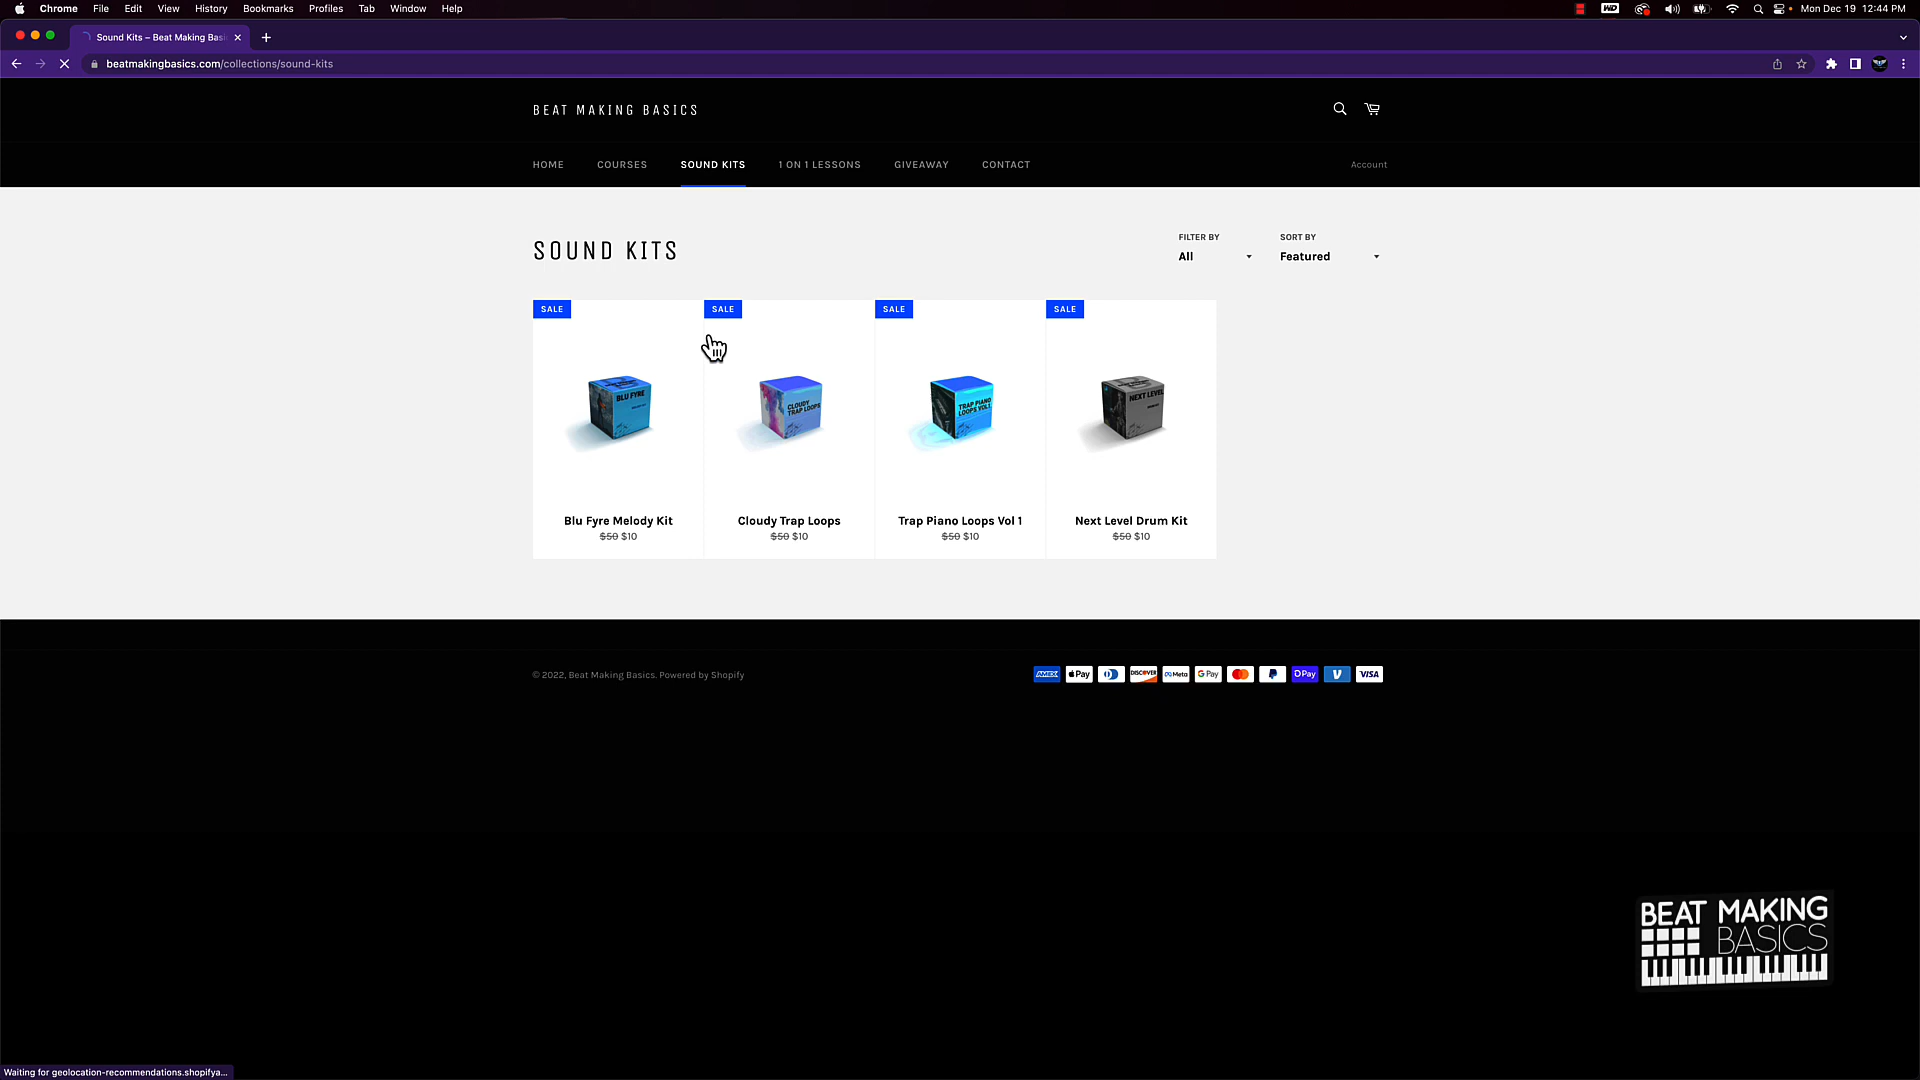 Chrome File Edit View History Bookmarks Profiles Tab Window Help
WD
Mon Dec 19 12:44 PM
Sound Kits – Beat Making Basi
beatmakingbasics.com/collections/sound-kits
BEAT MAKING BASICS
HOME COURSES SOUND KITS 1 ON 1 LESSONS GIVEAWAY CONTACT Account
SOUND KITS
FILTER BY SORT BY
All Featured
SALE SALE SALE SALE
BLU FYRE
CLOUDY
TRAP LOOPS
TRAP PIANO
LOOPS VOL1
NEXT LEVEL
Blu Fyre Melody Kit Cloudy Trap Loops Trap Piano Loops Vol 1 Next Level Drum Kit
$50 $10 $50 $10 $50 $10 $50 $10
© 2022, Beat Making Basics. Powered by Shopify
AMEX Pay DISCOVER Meta G Pay Pay V VISA
BEAT MAKING
BASICS
Waiting for geolocation-recommendations.shopifya...